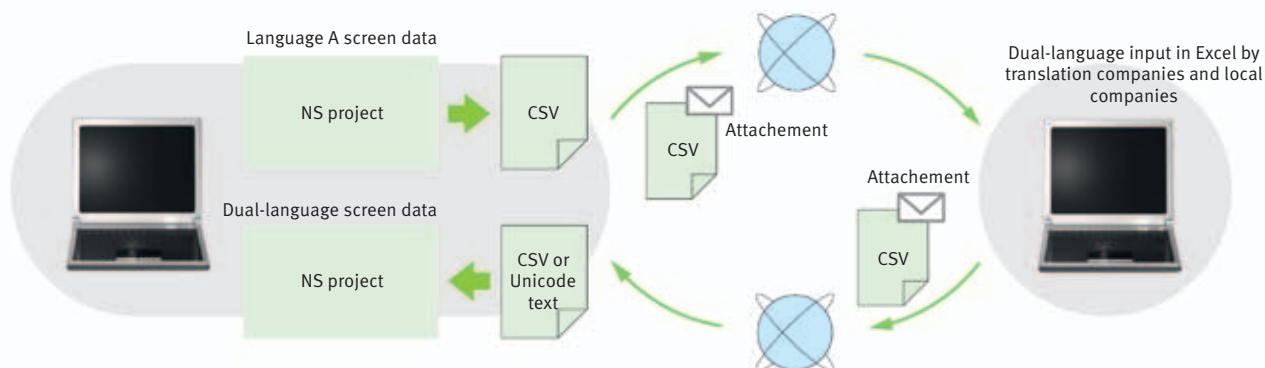 Language A screen data
NS project
CSV
CSV
Attachement
Dual-language input in Excel by
translation companies and local
companies
Attachement
CSV
Dual-language screen data
NS project
CSV or
Unicode
text